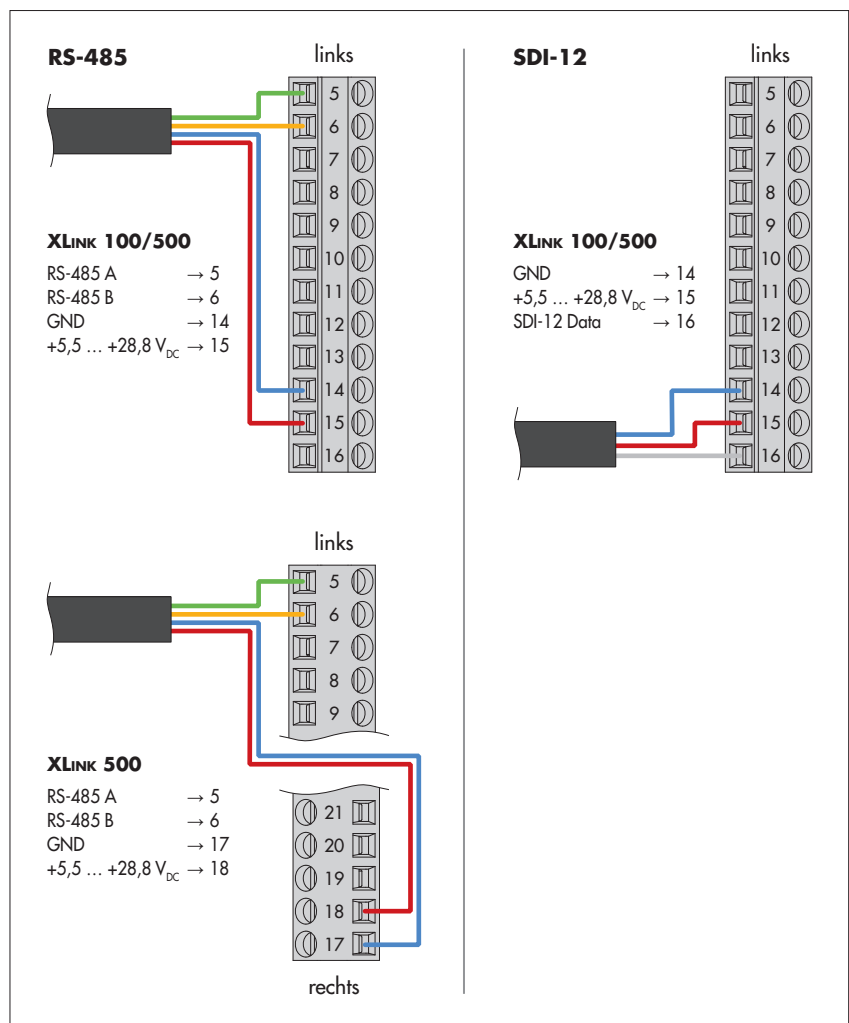 RS-485
links
5
6
7
8
9
10
11
12
13
14
15
16
XLINK 100/500
RS-485 A → 5
RS-485 B → 6
GND → 14
+5,5 … +28,8 VDC → 15
links
5
6
7
8
9
XLINK 500
RS-485 A → 5
RS-485 B → 6
GND → 17
+5,5 … +28,8 VDC → 18
21
20
19
18
17
rechts
SDI-12
links
5
6
7
8
9
10
11
12
13
14
15
16
XLINK 100/500
GND → 14
+5,5 … +28,8 VDC → 15
SDI-12 Data → 16